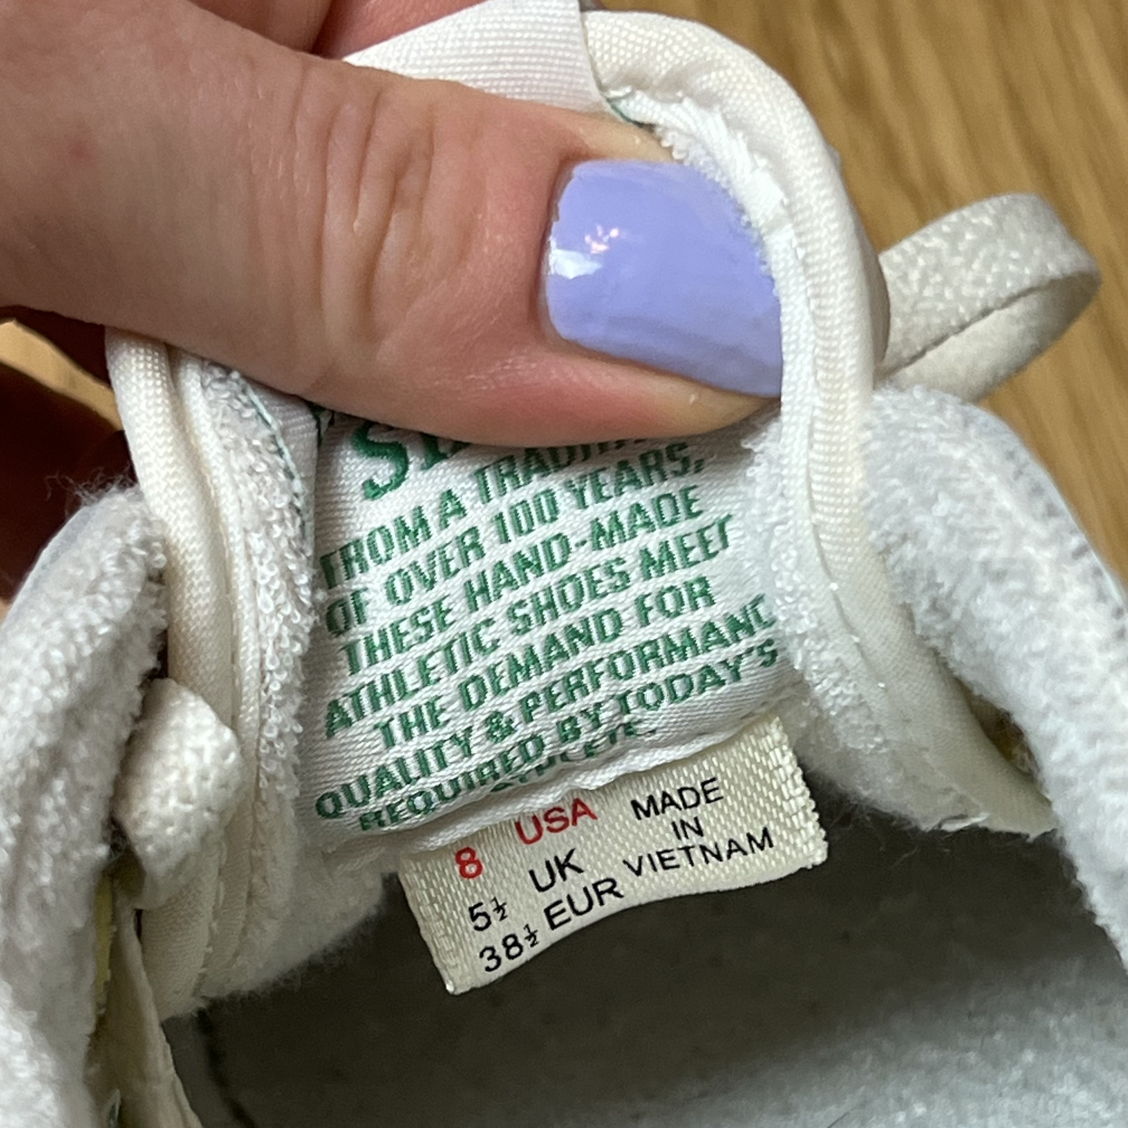 FROM A
OF OVER 100 YEARS,
THESE HAND-MADE
ATHLETIC SHOES MEET
THE DEMAND FOR
QUALITY & PERFORMANC
REQUIRED BY TODAY'S
8 USA
5½ UK
38½ EUR
MADE
IN
VIETNAM